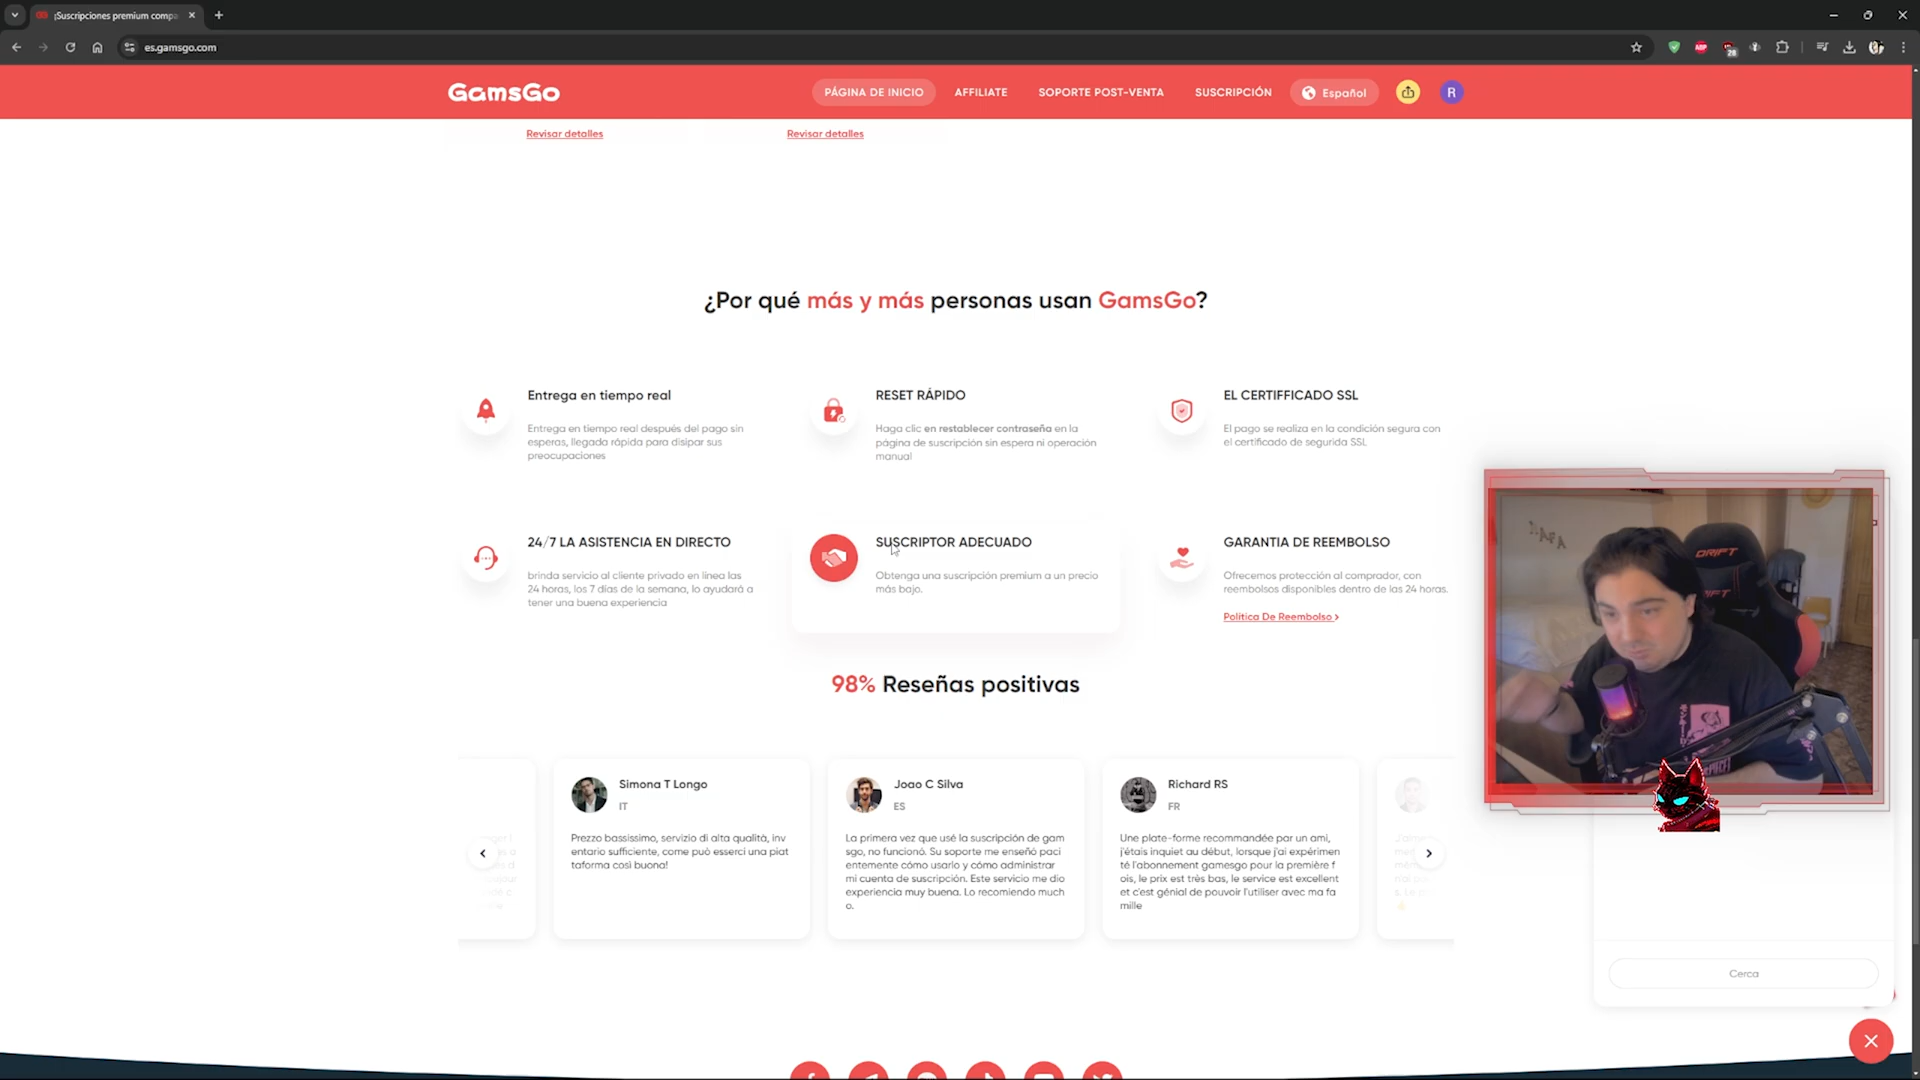 ¡Suscripciones premium compa
es.gamsgo.com
ABP
28
GamsGo
PÁGINA DE INICIO
AFFILIATE
SOPORTE POST-VENTA
SUSCRIPCIÓN
Español
R
Revisar detalles
Revisar detalles
¿Por qué más y más personas usan GamsGo?
Entrega en tiempo real
Entrega en tiempo real después del pago sin
esperas, llegada rápida para disipar sus
preocupaciones
RESET RÁPIDO
Haga clic en restablecer contraseña en la
página de suscripción sin espera ni operación
manual
EL CERTIFFICADO SSL
El pago se realiza en la condición segura con
el certificado de segurida SSL
24/7 LA ASISTENCIA EN DIRECTO
brinda servicio al cliente privado en línea las
24 horas, los 7 días de la semana, lo ayudará a
tener una buena experiencia
SUSCRIPTOR ADECUADO
Obtenga una suscripción premium a un precio
más bajo.
GARANTIA DE REEMBOLSO
Ofrecemos protección al comprador, con
reembolsos disponibles dentro de las 24 horas.
Política De Reembolso >
DRIFT
98% Reseñas positivas
Simona T Longo
IT
Prezzo bassissimo, servizio di alta qualità, inv
entario sufficiente, come può esserci una piat
taforma così buona!
Joao C Silva
ES
La primera vez que usé la suscripción de gam
sgo, no funcionó. Su soporte me enseñó paci
entemente cómo usarlo y cómo administrar
mi cuenta de suscripción. Este servicio me dio
experiencia muy buena. Lo recomiendo much
o.
Richard RS
FR
Une plate-forme recommandée par un ami,
j'étais inquiet au début, lorsque j'ai expérimen
té l'abonnement gamesgo pour la première f
ois, le prix est très bas, le service est excellent
et c'est génial de pouvoir l'utiliser avec ma fa
mille
Cerca